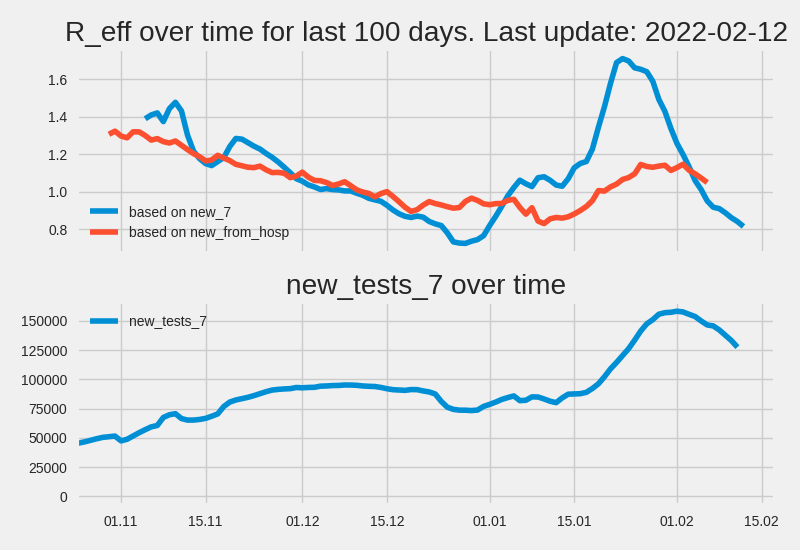 R_eff over time for last 100 days. Last update: 2022-02-12
1.6
1.4
1.2
1.0
0.8
based on new_7
based on new_from_hosp
new_tests_7 over time
150000
125000
100000
75000
50000
25000
0
new_tests_7
01.11 15.11 01.12 15.12 01.01 15.01 01.02 15.02